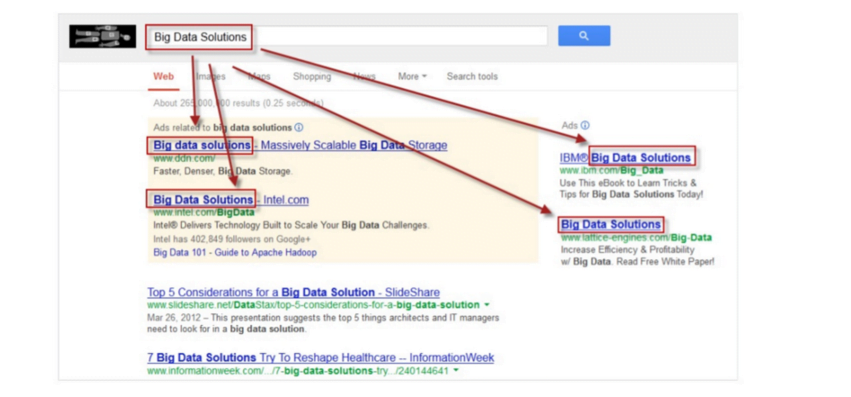 Big Data Solutions
Web Images Maps Shopping News More Search tools
About 265,000,000 results (0.25 seconds)
Ads related to big data solutions
Big data solutions - Massively Scalable Big Data Storage
www.ddn.com/
Faster, Denser, Big Data Storage.
Big Data Solutions - Intel.com
www.intel.com/BigData
Intel® Delivers Technology Built to Scale Your Big Data Challenges.
Intel has 402,849 followers on Google+
Big Data 101 - Guide to Apache Hadoop
Top 5 Considerations for a Big Data Solution - SlideShare
www.slideshare.net/DataStax/top-5-considerations-for-a-big-data-solution
Mar 26, 2012 – This presentation suggests the top 5 things architects and IT managers
need to look for in a big data solution.
7 Big Data Solutions Try To Reshape Healthcare -- InformationWeek
www.informationweek.com/.../7-big-data-solutions-try.../240144641
Ads
IBM® Big Data Solutions
www.ibm.com/Big_Data
Use This eBook to Learn Tricks &
Tips for Big Data Solutions Today!
Big Data Solutions
www.lattice-engines.com/Big-Data
Increase Efficiency & Profitability
w/ Big Data. Read Free White Paper!